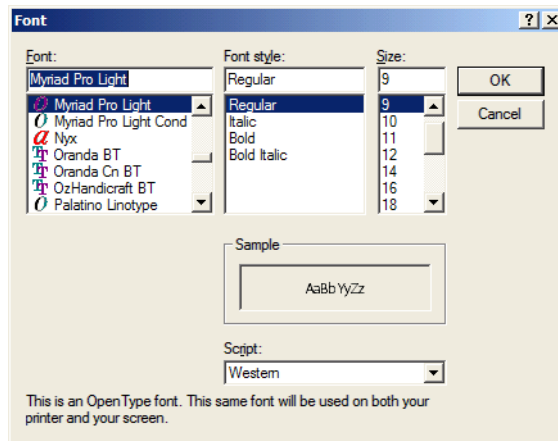 Font
Font:
Font style:
Size:
Myriad Pro Light
Regular
9
OK
Cancel
Myriad Pro Light
Myriad Pro Light Cond
Nyx
Oranda BT
Oranda Cn BT
OzHandicraft BT
Palatino Linotype
Regular
Italic
Bold
Bold Italic
9
10
11
12
14
16
18
Sample
AaBbYyZz
Script:
Western
This is an OpenType font. This same font will be used on both your
printer and your screen.